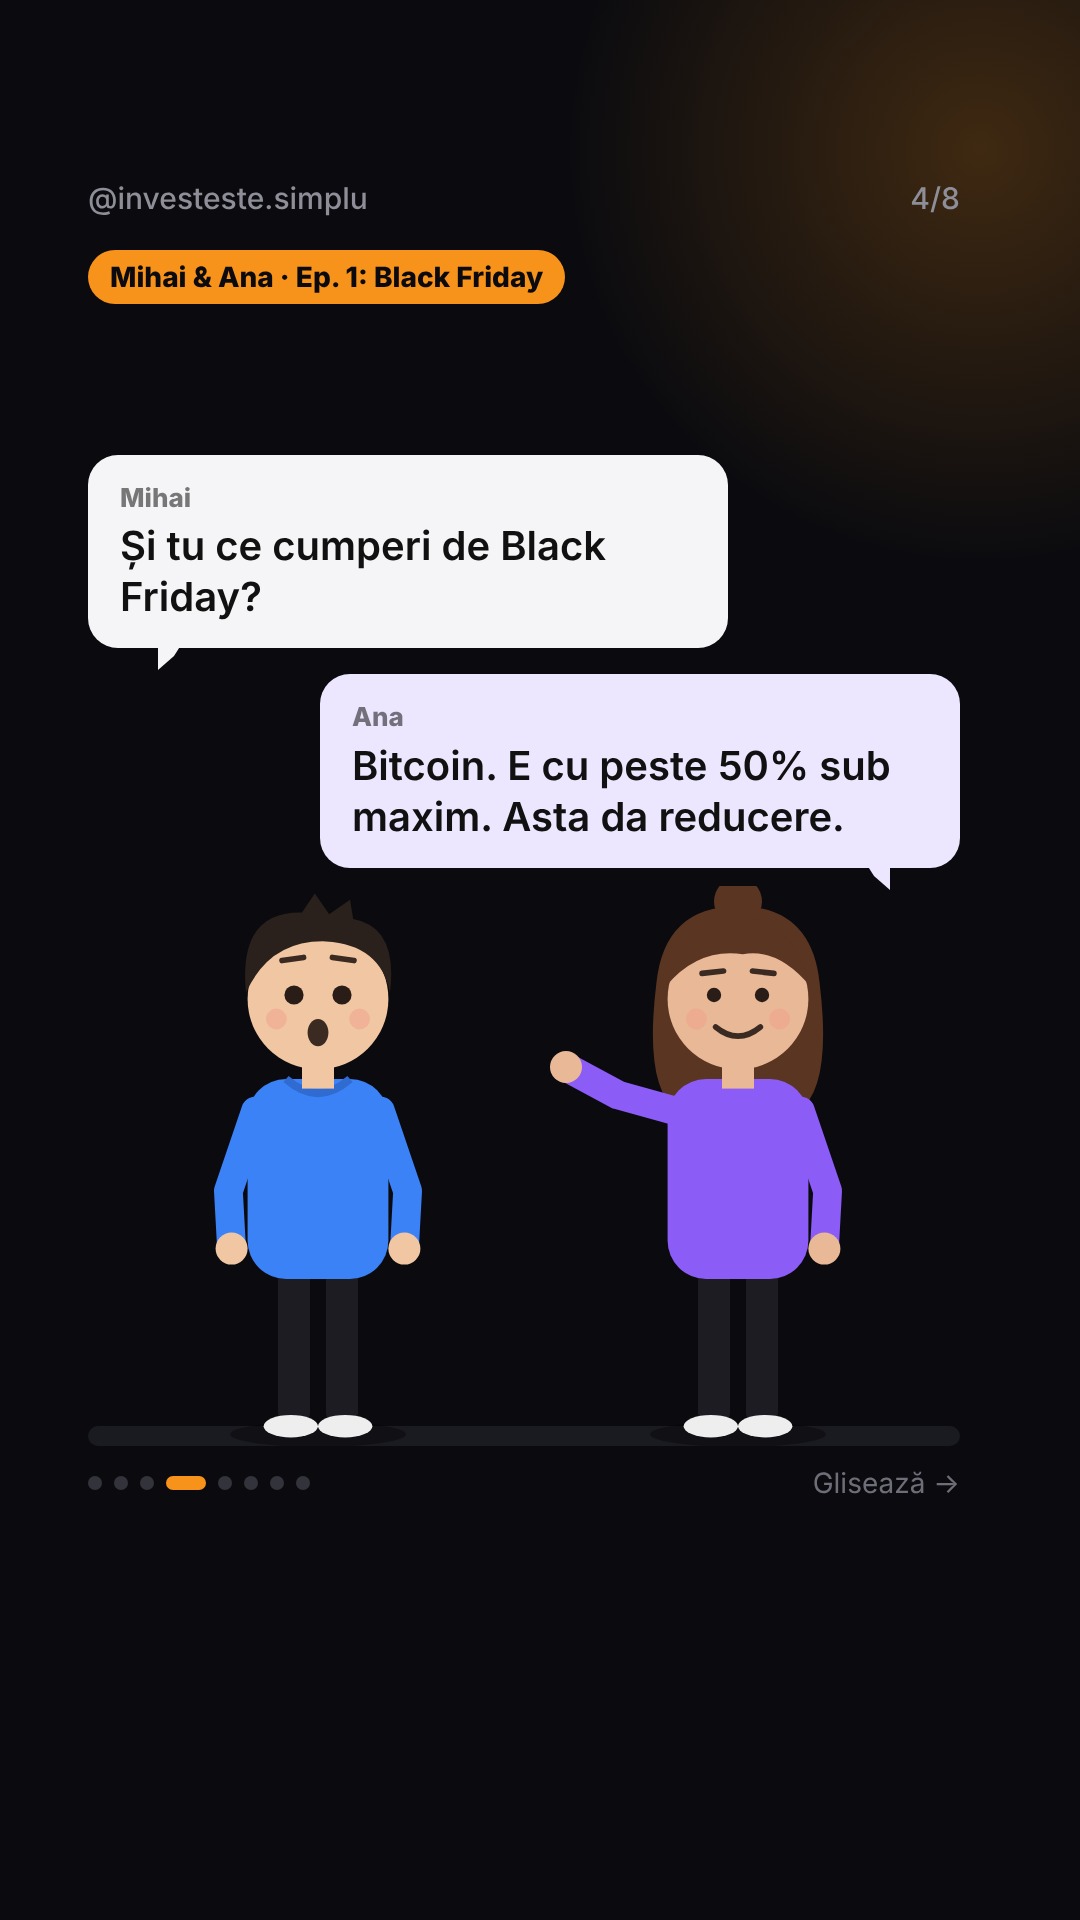 @investeste.simplu
4/8
Mihai & Ana · Ep. 1: Black Friday
Mihai
Și tu ce cumperi de Black
Friday?
Ana
Bitcoin. E cu peste 50% sub
maxim. Asta da reducere.
Glisează →